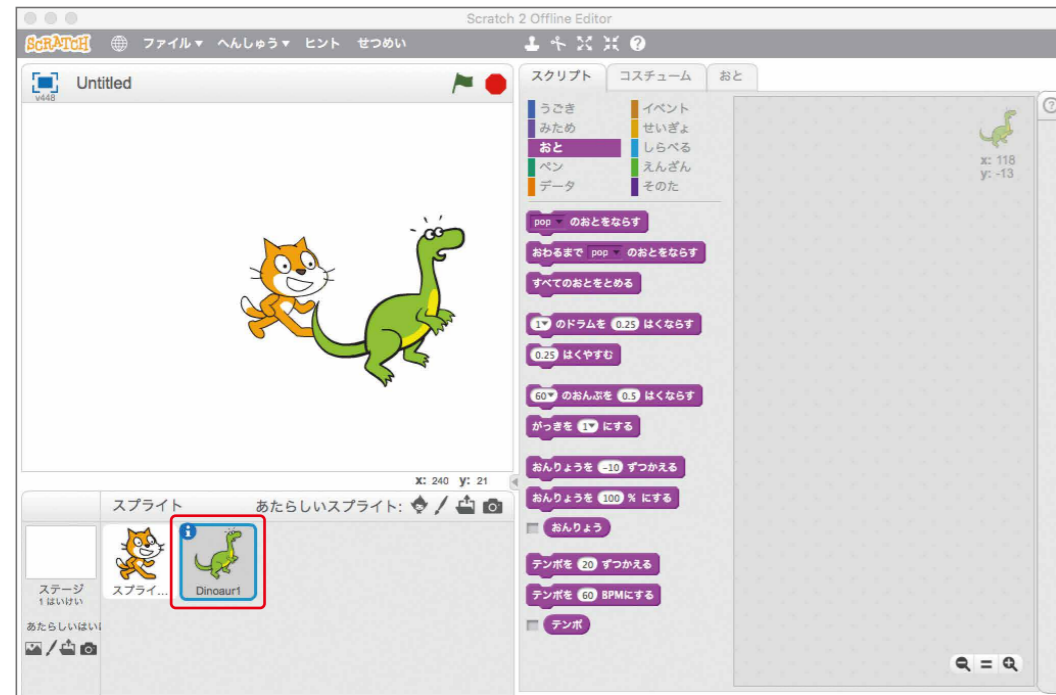 Scratch 2 Offline Editor
SCRATCH ファイル▼ へんしゅう▼ ヒント せつめい
v448
Untitled
スクリプト コスチューム おと
うごき イベント
みため せいぎょ
おと しらべる
ペン えんざん
データ そのた
x: 118
y: -13
pop のおとをならす
おわるまで pop のおとをならす
すべてのおとをとめる
1 のドラムを 0.25 はくならす
0.25 はくやすむ
60 のおんぷを 0.5 はくならす
がっきを 1 にする
おんりょうを -10 ずつかえる
おんりょうを 100 % にする
おんりょう
テンポを 20 ずつかえる
テンポを 60 BPMにする
テンポ
x: 240 y: 21
スプライト あたらしいスプライト:
ステージ
1 はいけい
あたらしいはいけ
スプライ...
Dinoaur1